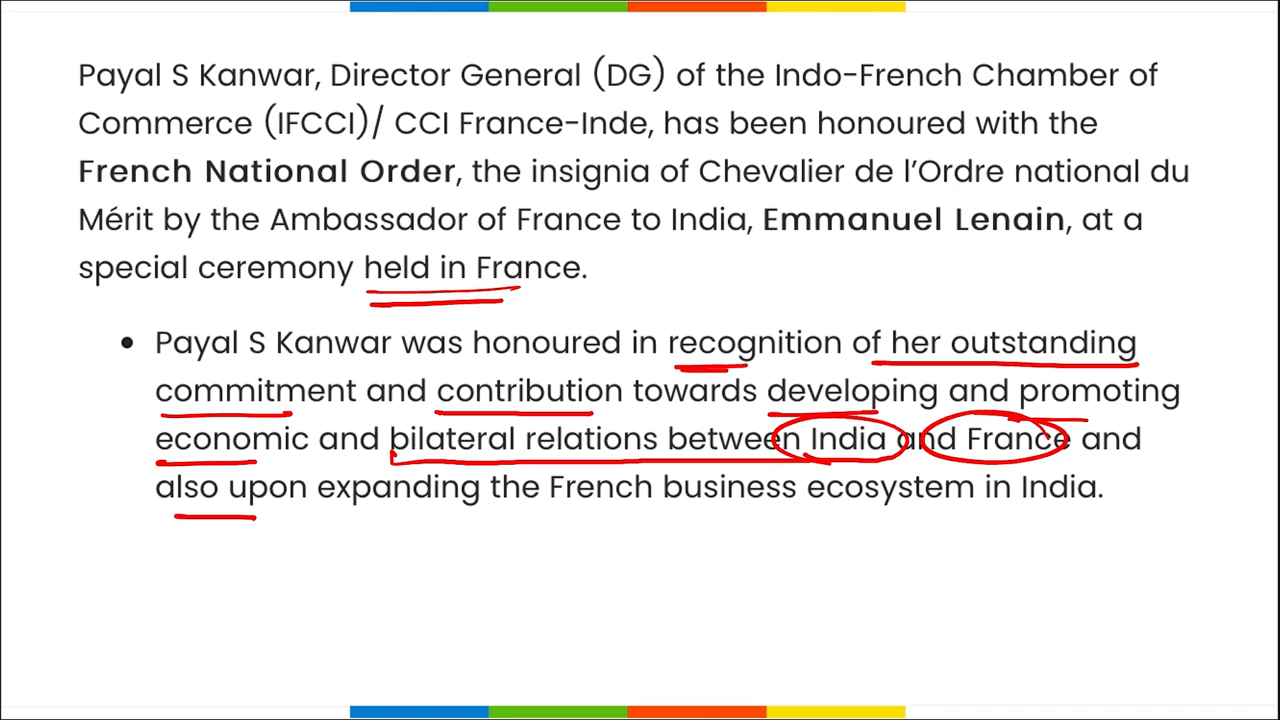 Payal S Kanwar, Director General (DG) of the Indo-French Chamber of
Commerce (IFCCI)/ CCI France-Inde, has been honoured with the
French National Order, the insignia of Chevalier de l’Ordre national du
Mérit by the Ambassador of France to India, Emmanuel Lenain, at a
special ceremony held in France.
• Payal S Kanwar was honoured in recognition of her outstanding
commitment and contribution towards developing and promoting
economic and bilateral relations between India and France and
also upon expanding the French business ecosystem in India.